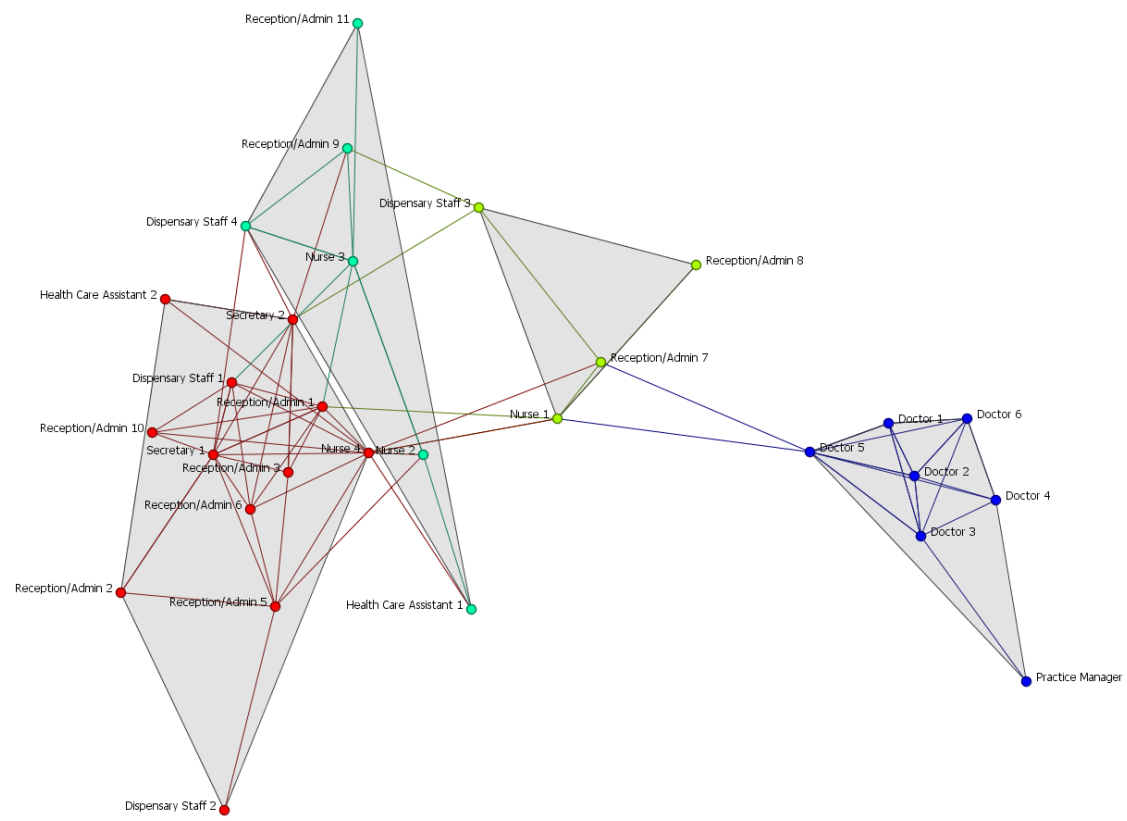 Reception/Admin 11
Reception/Admin 9
Dispensary Staff 3
Dispensary Staff 4
Nurse 3
Reception/Admin 8
Health Care Assistant 2
Secretary 2
Reception/Admin 7
Dispensary Staff 1
Reception/Admin 1
Nurse 1
Doctor 1
Doctor 6
Reception/Admin 10
Secretary 1
Nurse 4
Nurse 2
Doctor 5
Reception/Admin 3
Doctor 2
Doctor 4
Reception/Admin 6
Doctor 3
Reception/Admin 2
Reception/Admin 5
Health Care Assistant 1
Practice Manager
Dispensary Staff 2